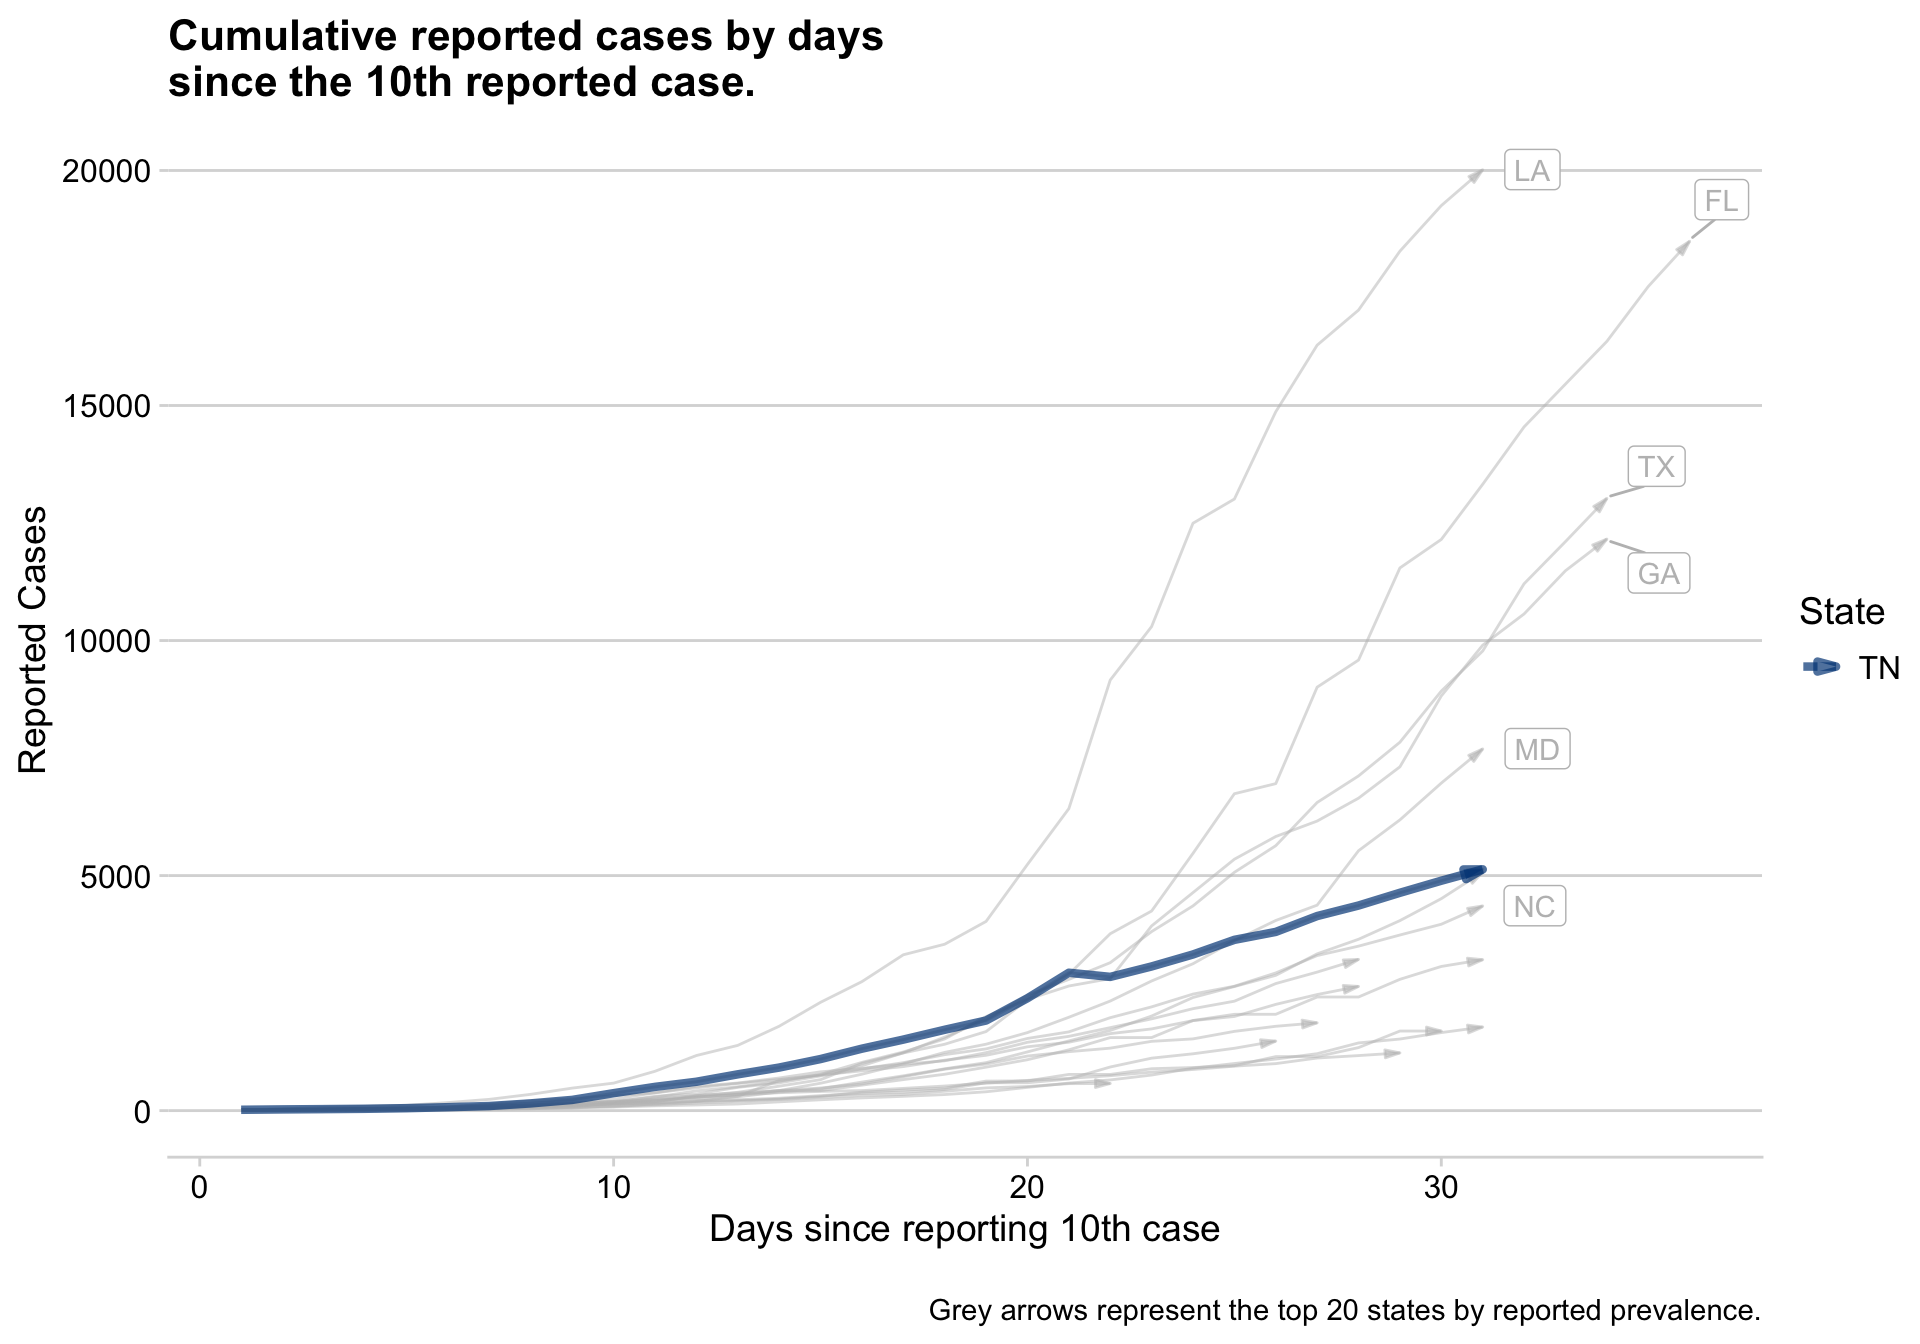 Cumulative reported cases by days
since the 10th reported case.
20000
15000
10000
5000
0
Reported Cases
LA
FL
TX
GA
MD
NC
State
TN
0
10
20
30
Days since reporting 10th case
Grey arrows represent the top 20 states by reported prevalence.